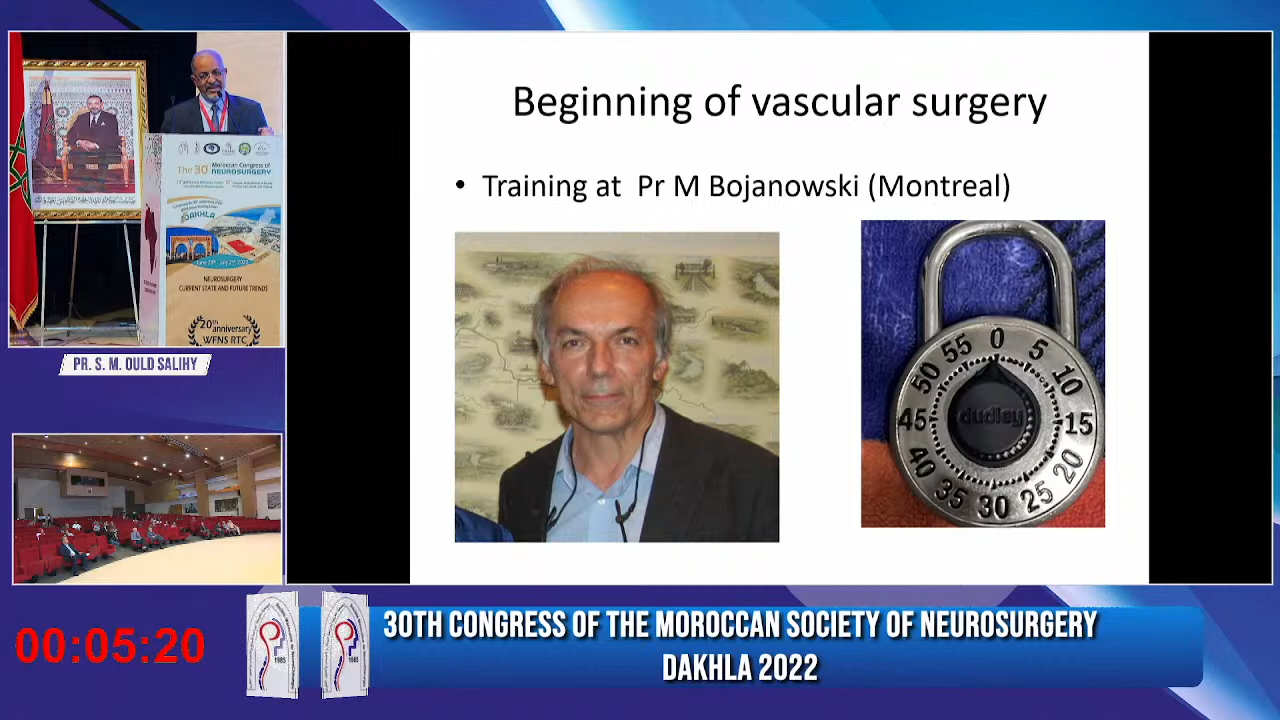 Beginning of vascular surgery
• Training at Pr M Bojanowski (Montreal)
The 30th Moroccan Congress of
NEUROSURGERY
DAKHLA
NEUROSURGERY
CURRENT STATE AND FUTURE TRENDS
20th
anniversary
WFNS RTC
PR. S. M. OULD SALIHY
0
5
10
15
20
25
30
35
40
45
50
55
dudley
00:05:20
1985
1985
30TH CONGRESS OF THE MOROCCAN SOCIETY OF NEUROSURGERY
DAKHLA 2022